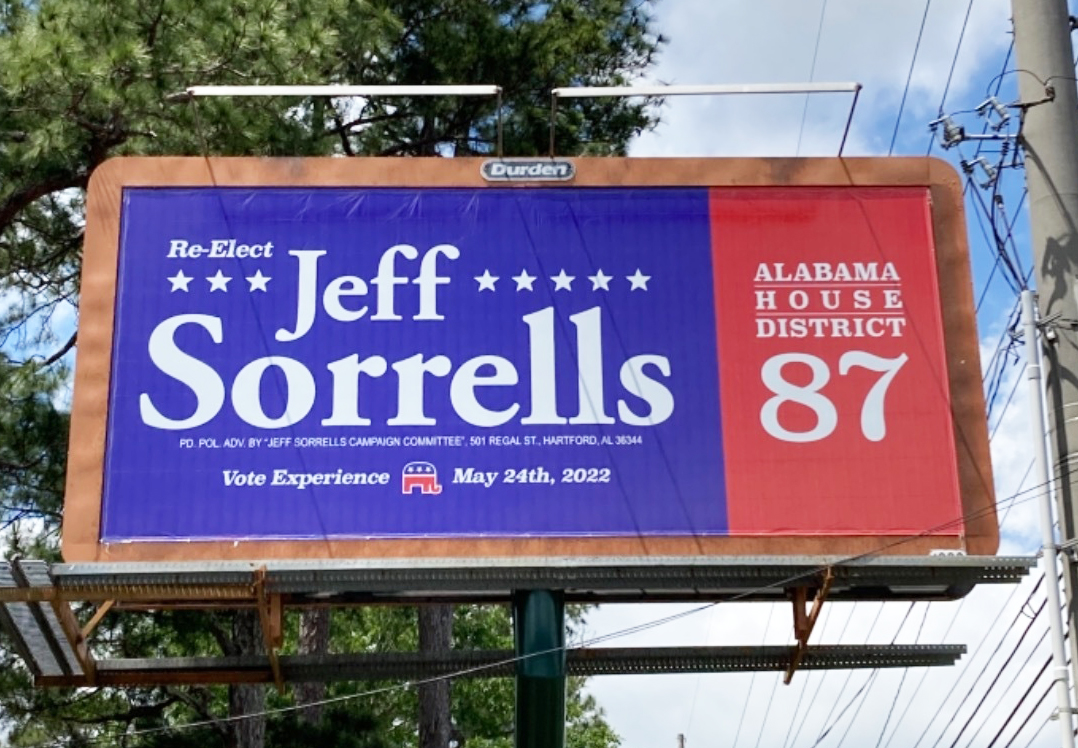 Durden
Re-Elect
Jeff
Sorrells
PD. POL. ADV. BY "JEFF SORRELLS CAMPAIGN COMMITTEE", 501 REGAL ST., HARTFORD, AL 36344
Vote Experience May 24th, 2022
ALABAMA
HOUSE
DISTRICT
87